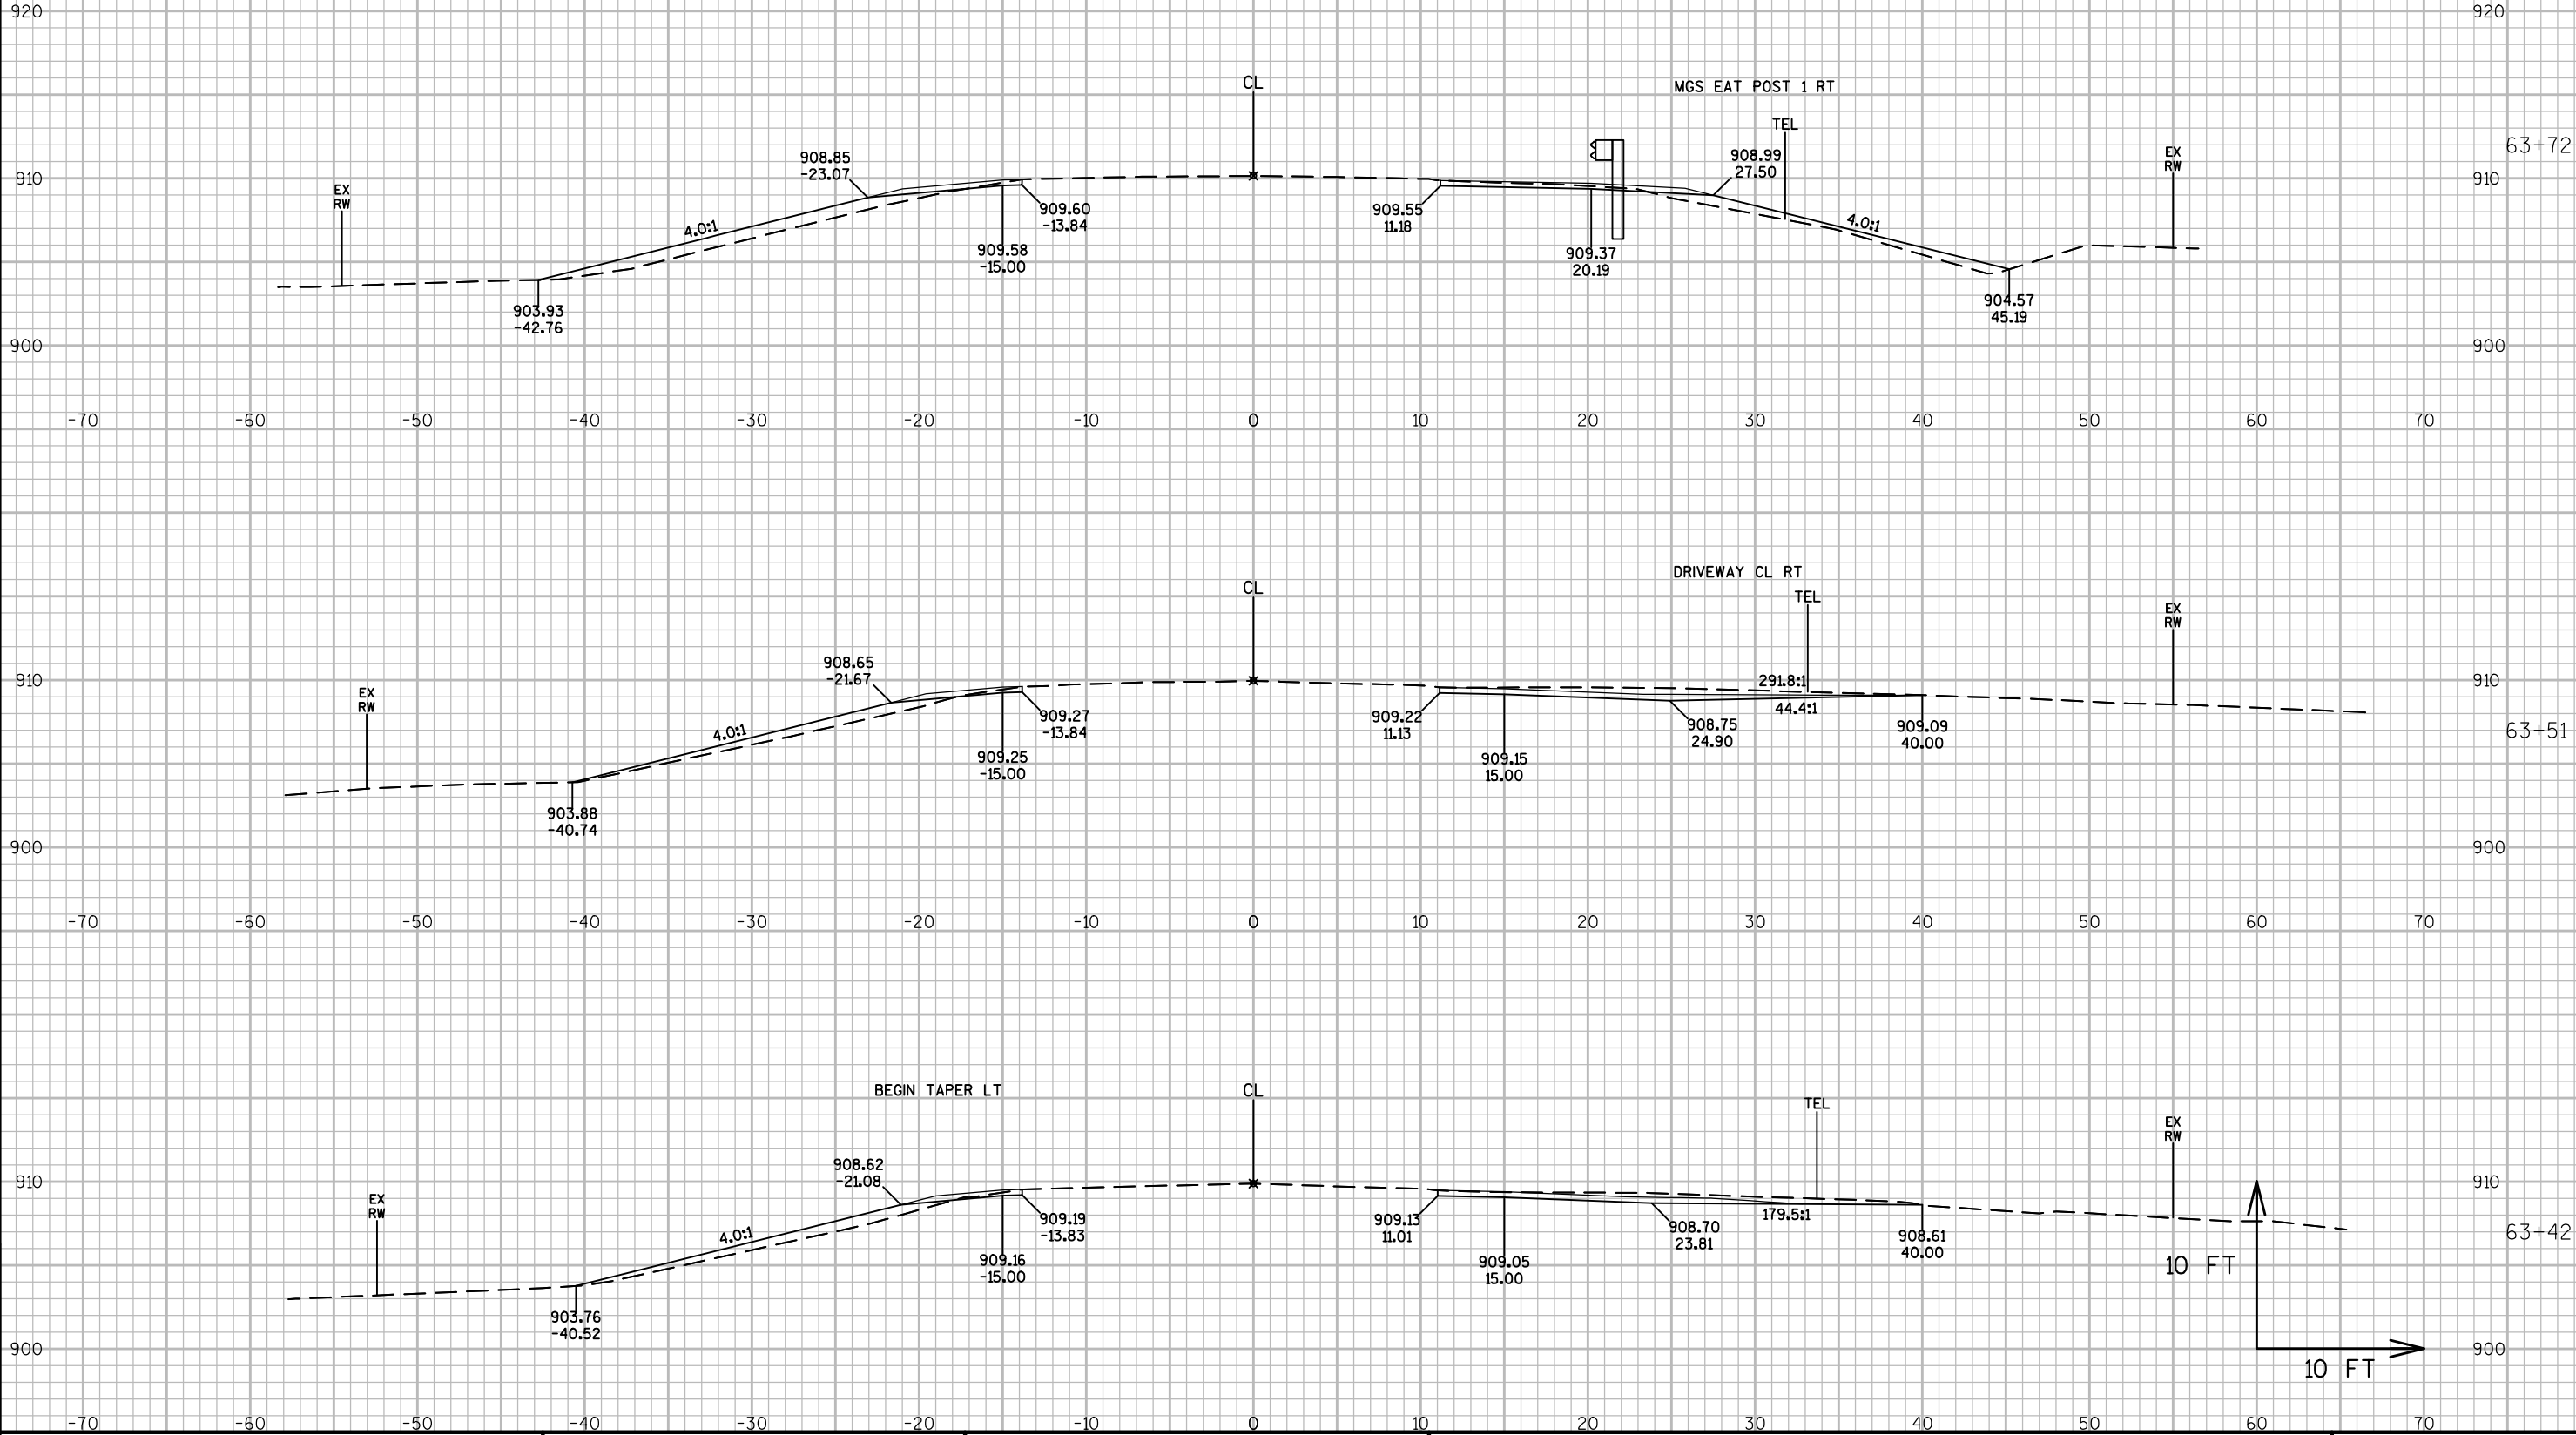 920 920
CL
MGS EAT POST 1 RT
TEL
63+72
EX
RW
EX
RW
908.85
-23.07
908.99
27.50
910 910
4.0:1
4.0:1
909.60
-13.84
909.58
-15.00
909.55
11.18
909.37
20.19
903.93
-42.76
904.57
45.19
900 900
-70 -60 -50 -40 -30 -20 -10 0 10 20 30 40 50 60 70
DRIVEWAY CL RT
CL
TEL
EX
RW
EX
RW
908.65
-21.67
910 910
291.8:1
44.4:1
4.0:1
63+51
909.27
-13.84
909.25
-15.00
909.22
11.13
909.15
15.00
908.75
24.90
909.09
40.00
903.88
-40.74
900 900
-70 -60 -50 -40 -30 -20 -10 0 10 20 30 40 50 60 70
BEGIN TAPER LT
CL
TEL
EX
RW
EX
RW
908.62
-21.08
910 910
4.0:1
179.5:1
63+42
909.19
-13.83
909.16
-15.00
909.13
11.01
909.05
15.00
908.70
23.81
908.61
40.00
10 FT
903.76
-40.52
900 900
10 FT
-70 -60 -50 -40 -30 -20 -10 0 10 20 30 40 50 60 70